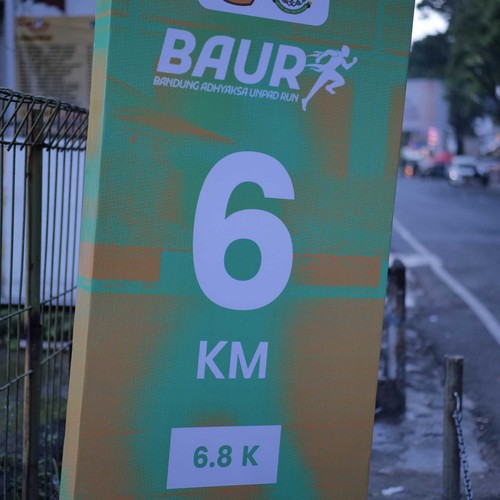 BAUR
BANDUNG ADHYAKSA UNPAD RUN
6
KM
6.8 K